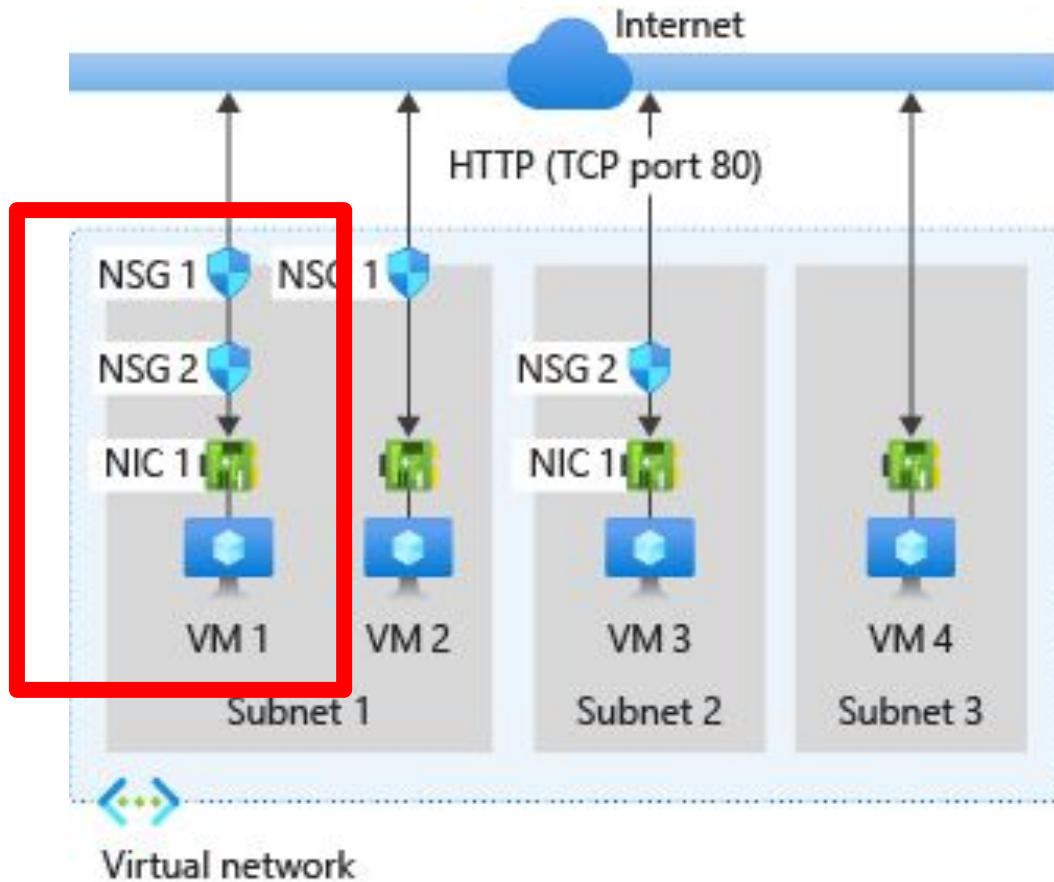 Internet
HTTP (TCP port 80)
NSG 1
NSG 1
NSG 2
NSG 2
NIC 1
NIC 1
VM 1
VM 2
VM 3
VM 4
Subnet 1
Subnet 2
Subnet 3
Virtual network